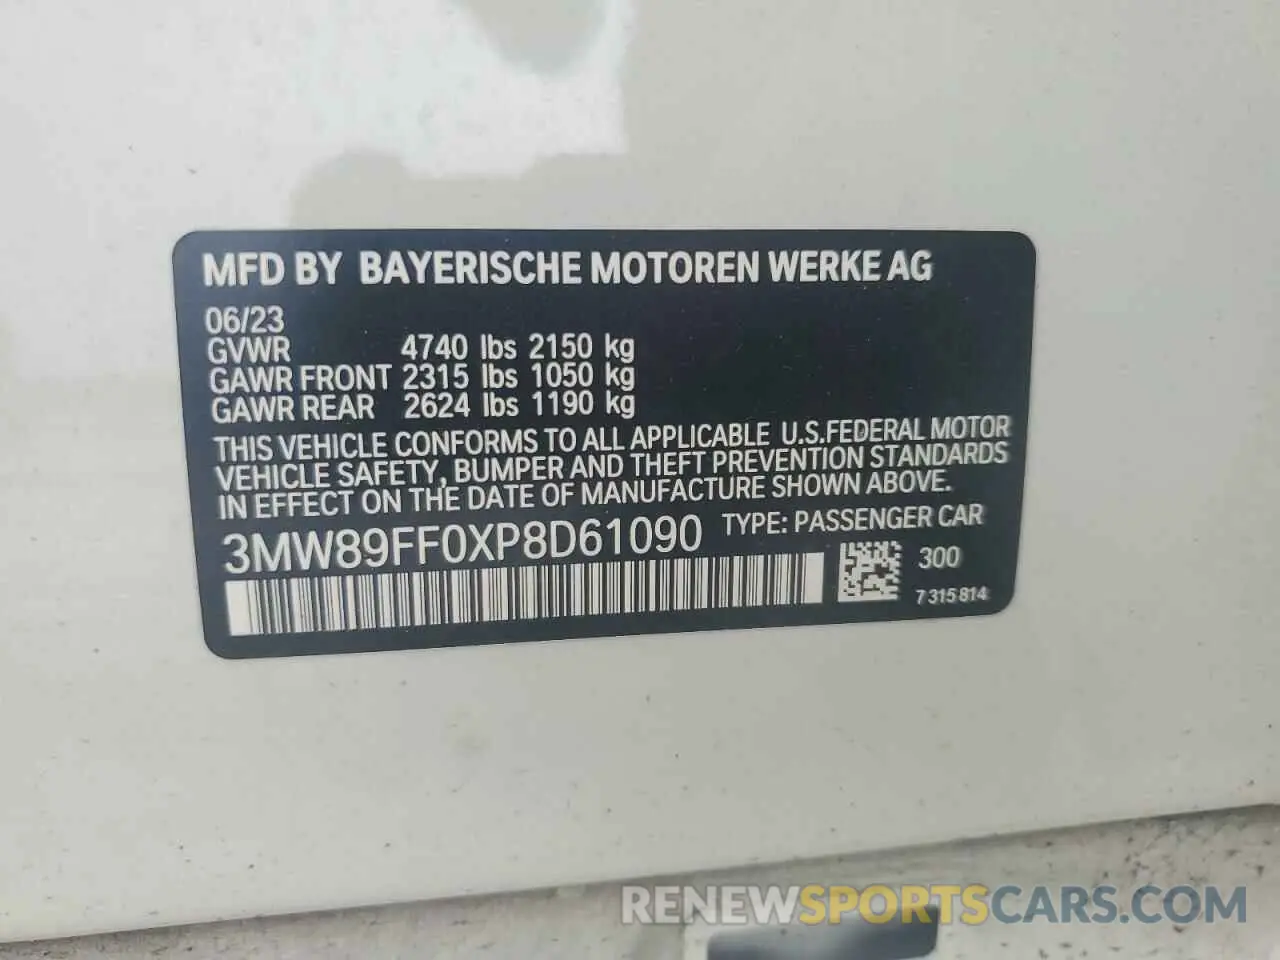 MFD BY BAYERISCHE MOTOREN WERKE AG
06/23
GVWR 4740 lbs 2150 kg
GAWR FRONT 2315 lbs 1050 kg
GAWR REAR 2624 lbs 1190 kg
THIS VEHICLE CONFORMS TO ALL APPLICABLE U.S.FEDERAL MOTOR
VEHICLE SAFETY, BUMPER AND THEFT PREVENTION STANDARDS
IN EFFECT ON THE DATE OF MANUFACTURE SHOWN ABOVE.
3MW89FF0XP8D61090 TYPE: PASSENGER CAR
300
7 315 814
RENEWSPORTSCARS.COM